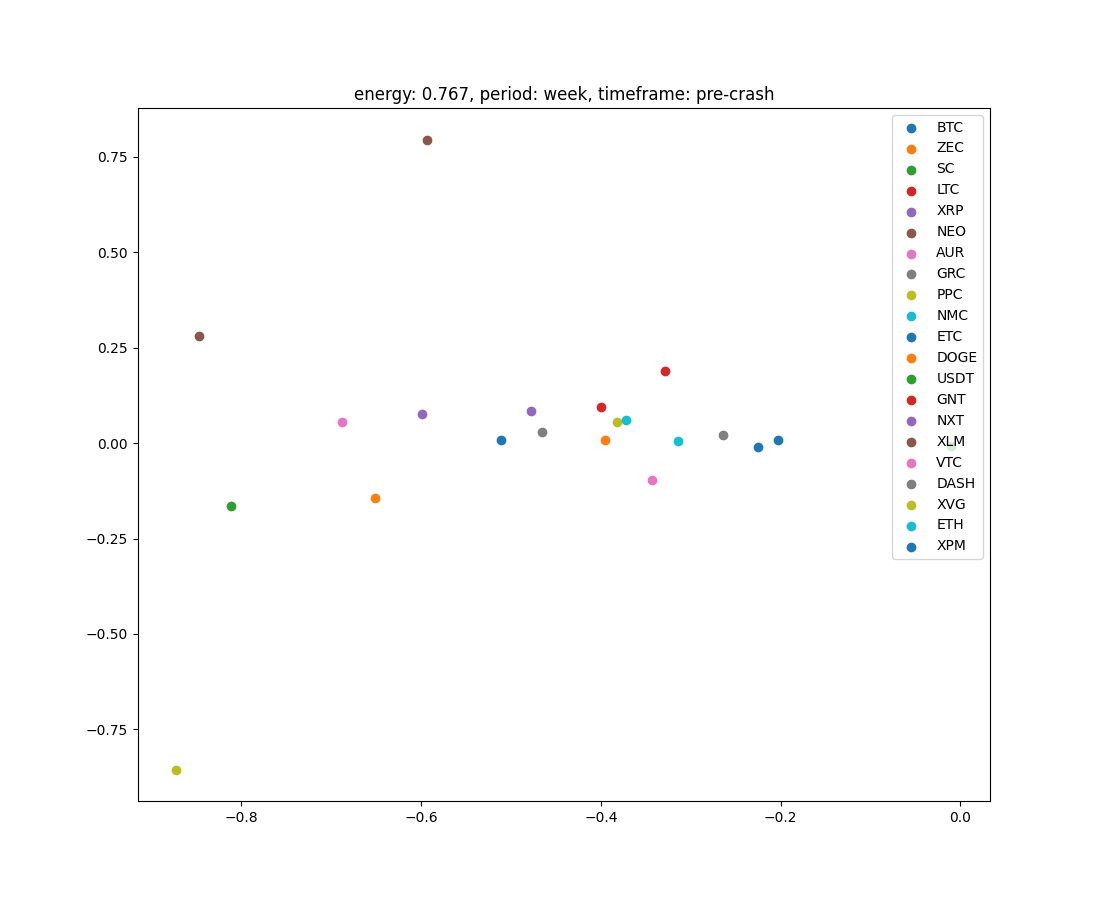 energy: 0.767, period: week, timeframe: pre-crash
0.75
0.50
0.25
0.00
−0.25
−0.50
−0.75
−0.8
−0.6
−0.4
−0.2
0.0
BTC
ZEC
SC
LTC
XRP
NEO
AUR
GRC
PPC
NMC
ETC
DOGE
USDT
GNT
NXT
XLM
VTC
DASH
XVG
ETH
XPM